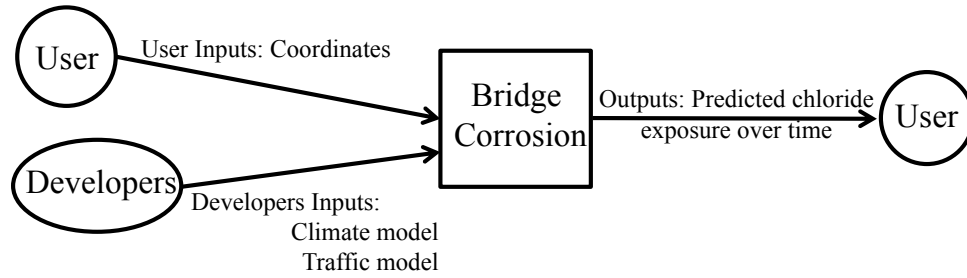 User
User Inputs: Coordinates
Developers
Developers Inputs:
Climate model
Traffic model
Bridge
Corrosion
Outputs: Predicted chloride
exposure over time
User